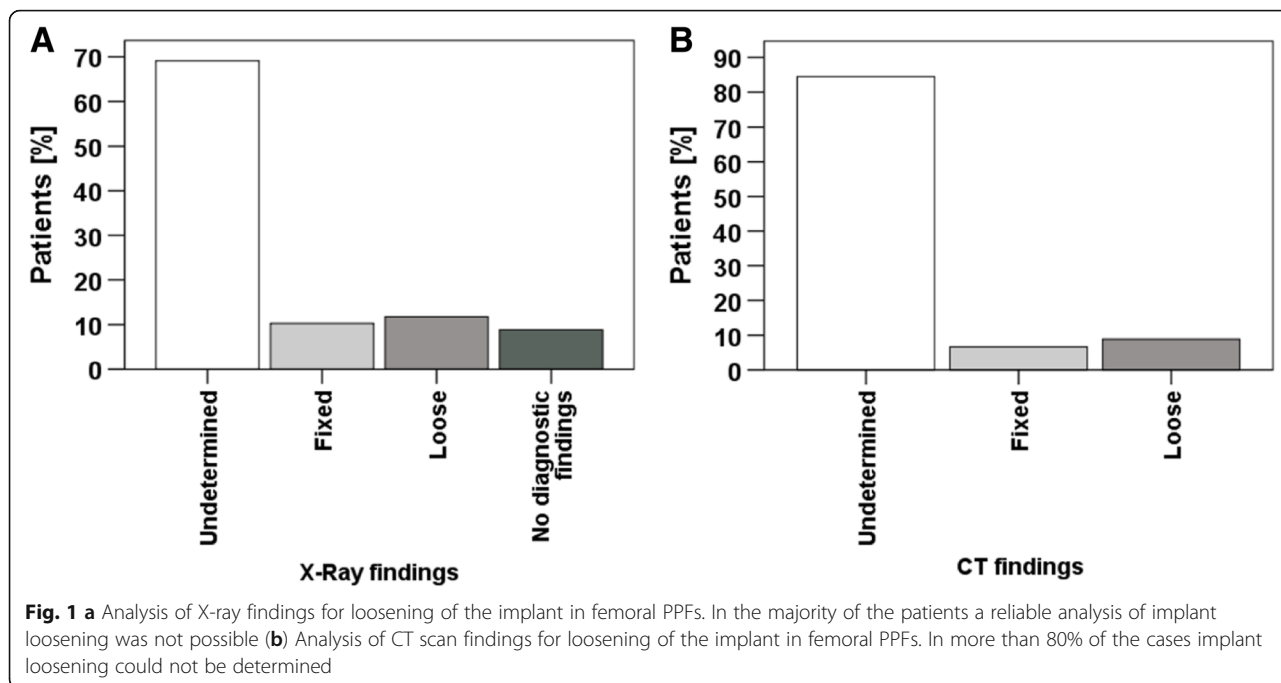 A
Patients [%]
70
60
50
40
30
20
10
0
Undetermined
Fixed
Loose
No diagnostic
findings
X-Ray findings
B
Patients [%]
90
80
70
60
50
40
30
20
10
0
Undetermined
Fixed
Loose
CT findings
Fig. 1 a Analysis of X-ray findings for loosening of the implant in femoral PPFs. In the majority of the patients a reliable analysis of implant
loosening was not possible (b) Analysis of CT scan findings for loosening of the implant in femoral PPFs. In more than 80% of the cases implant
loosening could not be determined